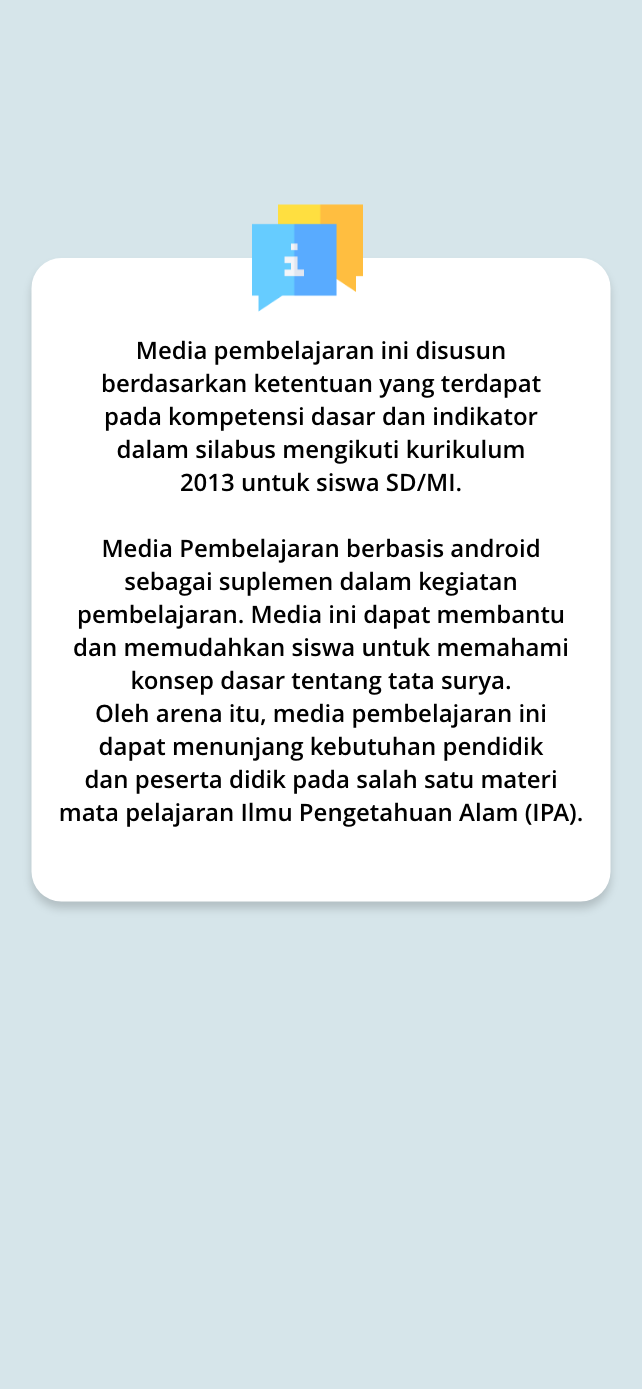 i
Media pembelajaran ini disusun
berdasarkan ketentuan yang terdapat
pada kompetensi dasar dan indikator
dalam silabus mengikuti kurikulum
2013 untuk siswa SD/MI.
Media Pembelajaran berbasis android
sebagai suplemen dalam kegiatan
pembelajaran. Media ini dapat membantu
dan memudahkan siswa untuk memahami
konsep dasar tentang tata surya.
Oleh arena itu, media pembelajaran ini
dapat menunjang kebutuhan pendidik
dan peserta didik pada salah satu materi
mata pelajaran Ilmu Pengetahuan Alam (IPA).